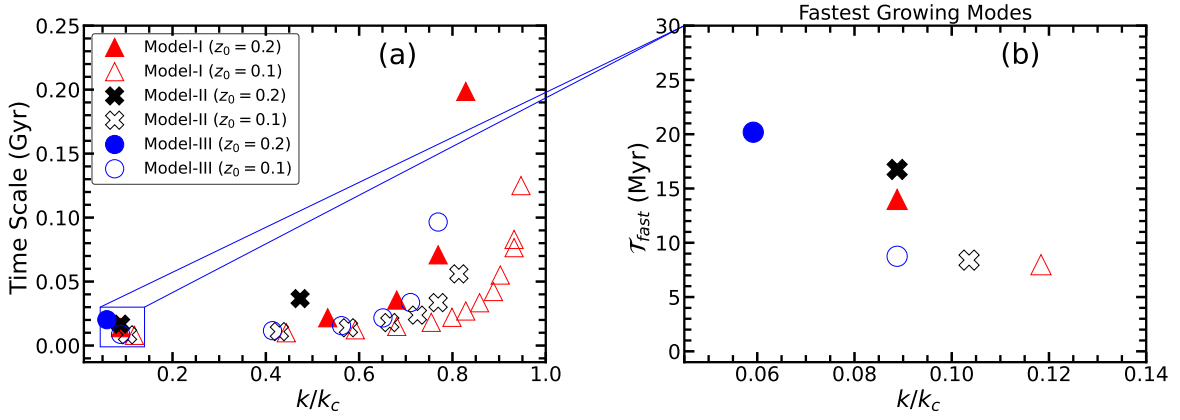 Fastest Growing Modes
(a)
Model-I (z₀ = 0.2)
Model-I (z₀ = 0.1)
Model-II (z₀ = 0.2)
Model-II (z₀ = 0.1)
Model-III (z₀ = 0.2)
Model-III (z₀ = 0.1)
Time Scale (Gyr)
0.25
0.20
0.15
0.10
0.05
0.00
0.2 0.4 0.6 0.8 1.0
k/k_c
(b)
𝒯_fast (Myr)
30
25
20
15
10
5
0
0.06 0.08 0.10 0.12 0.14
k/k_c